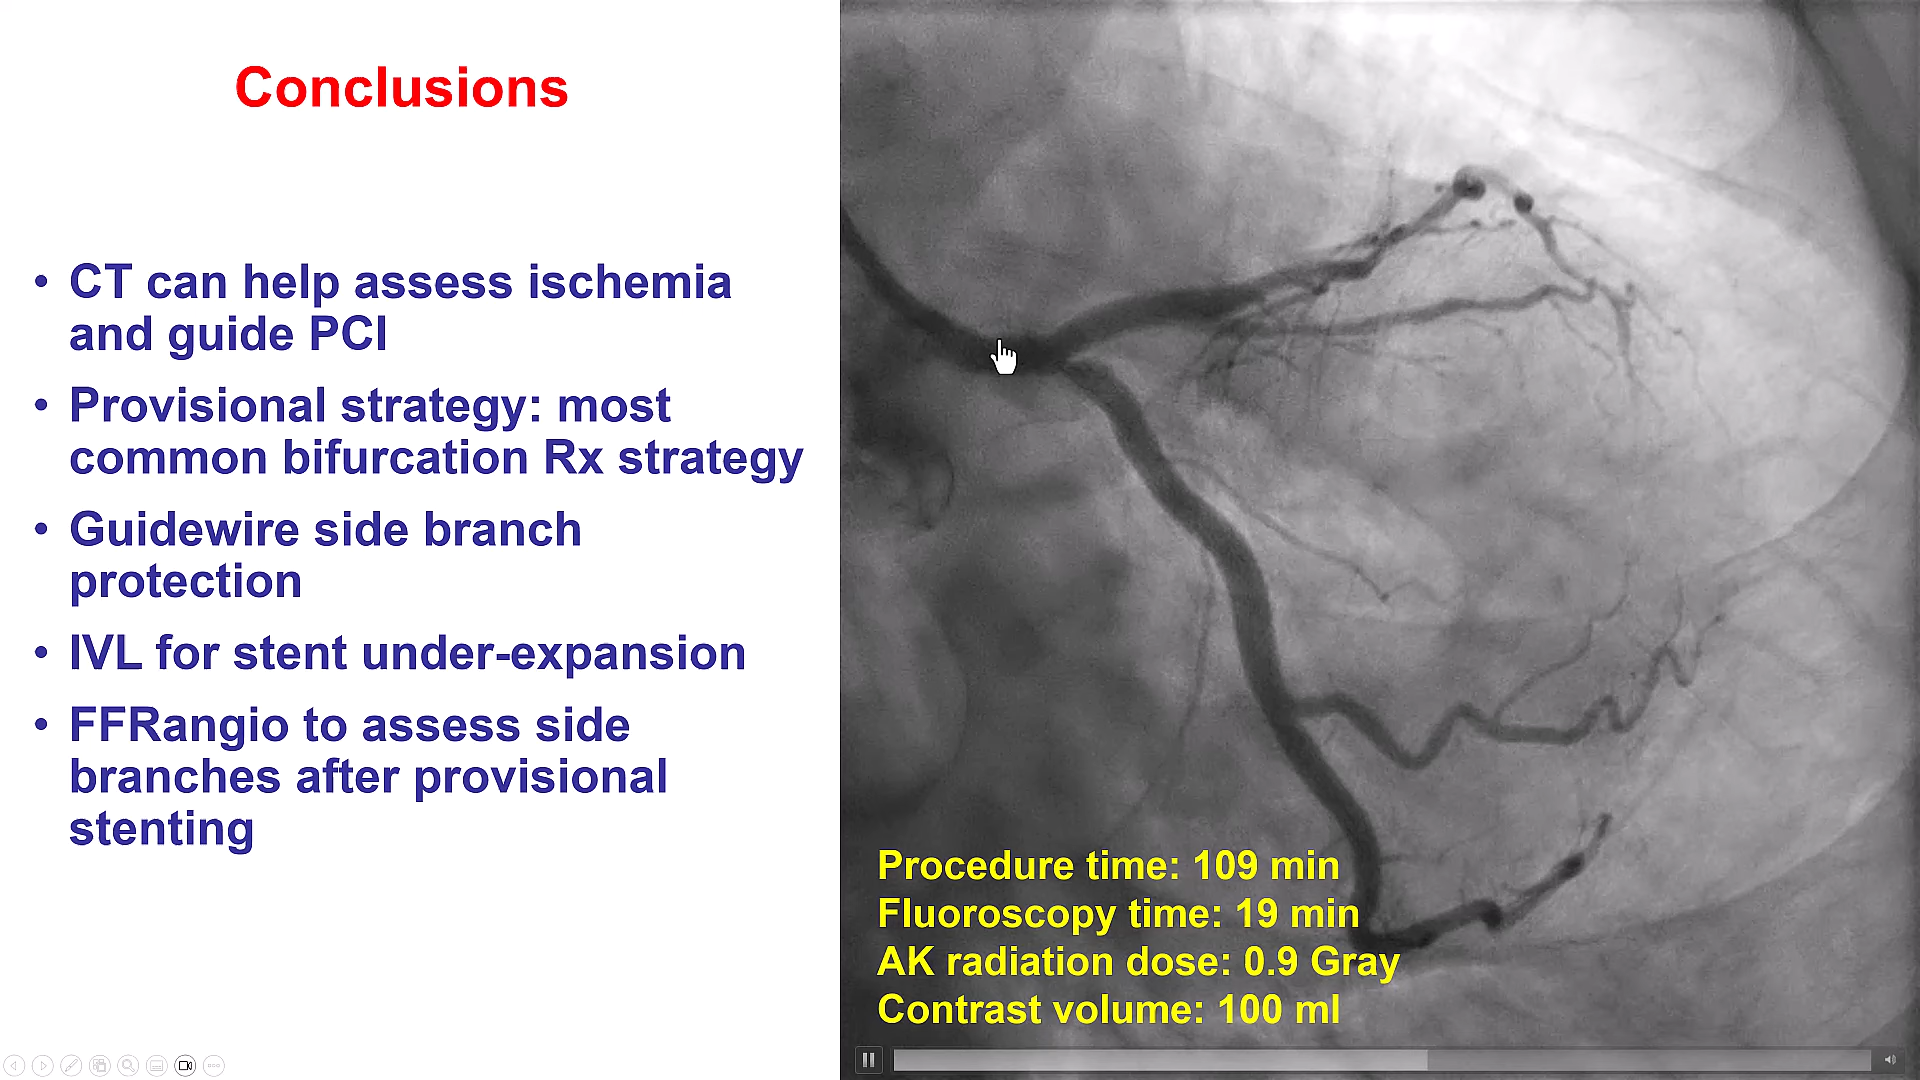 Conclusions
• CT can help assess ischemia
and guide PCI
• Provisional strategy: most
common bifurcation Rx strategy
• Guidewire side branch
protection
• IVL for stent under-expansion
• FFRangio to assess side
branches after provisional
stenting
Procedure time: 109 min
Fluoroscopy time: 19 min
AK radiation dose: 0.9 Gray
Contrast volume: 100 ml